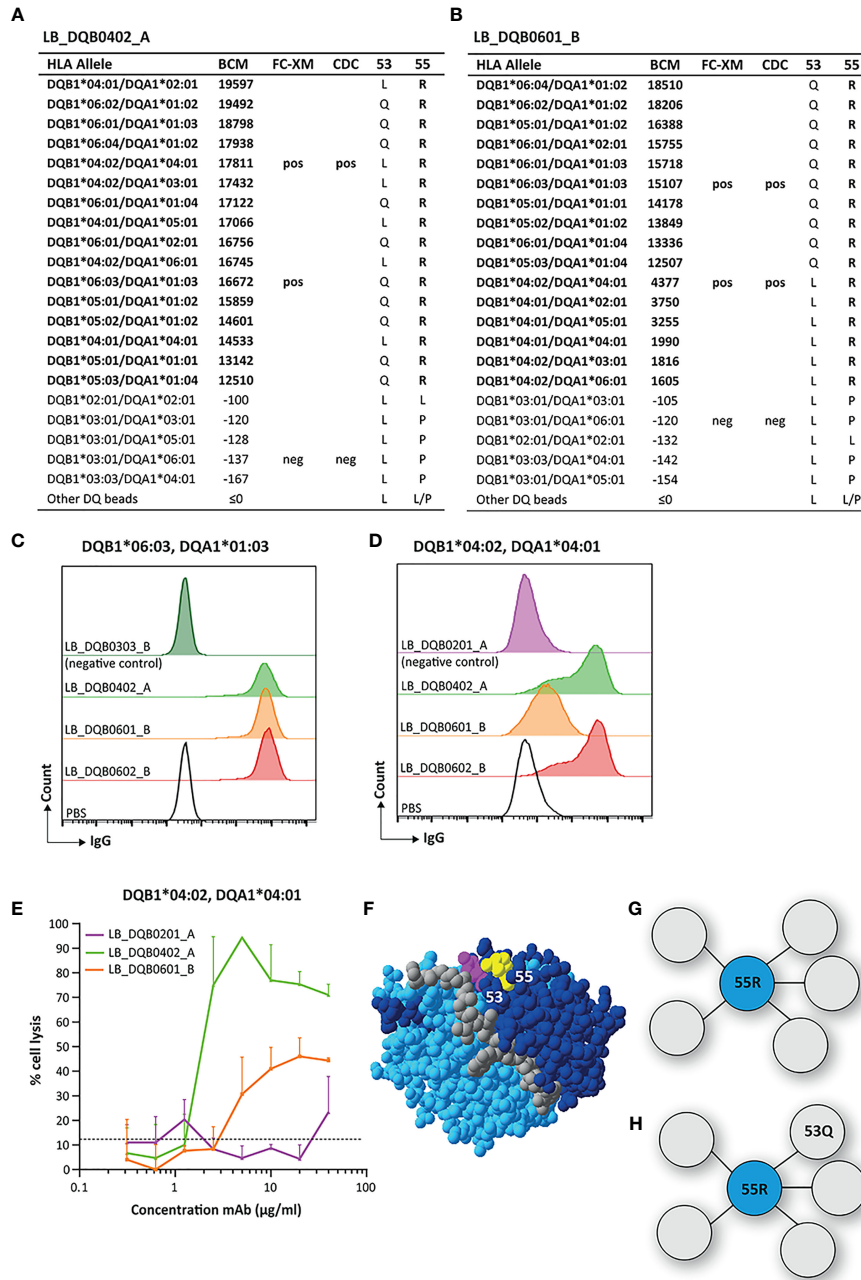 A
LB_DQB0402_A
HLA Allele BCM FC-XM CDC 53 55
DQB1*04:01/DQA1*02:01 19597 L R
DQB1*06:02/DQA1*01:02 19492 Q R
DQB1*06:01/DQA1*01:03 18798 Q R
DQB1*06:04/DQA1*01:02 17938 Q R
DQB1*04:02/DQA1*04:01 17811 pos pos L R
DQB1*04:02/DQA1*03:01 17432 L R
DQB1*06:01/DQA1*01:04 17122 Q R
DQB1*04:01/DQA1*05:01 17066 L R
DQB1*06:01/DQA1*02:01 16756 Q R
DQB1*04:02/DQA1*06:01 16745 L R
DQB1*06:03/DQA1*01:03 16672 pos Q R
DQB1*05:01/DQA1*01:02 15859 Q R
DQB1*05:02/DQA1*01:02 14601 Q R
DQB1*04:01/DQA1*04:01 14533 L R
DQB1*05:01/DQA1*01:01 13142 Q R
DQB1*05:03/DQA1*01:04 12510 Q R
DQB1*02:01/DQA1*02:01 -100 L L
DQB1*03:01/DQA1*03:01 -120 L P
DQB1*03:01/DQA1*05:01 -128 L P
DQB1*03:01/DQA1*06:01 -137 neg neg L P
DQB1*03:03/DQA1*04:01 -167 L P
Other DQ beads ≤0 L L/P
B
LB_DQB0601_B
HLA Allele BCM FC-XM CDC 53 55
DQB1*06:04/DQA1*01:02 18510 Q R
DQB1*06:02/DQA1*01:02 18206 Q R
DQB1*05:01/DQA1*01:02 16388 Q R
DQB1*06:01/DQA1*02:01 15755 Q R
DQB1*06:01/DQA1*01:03 15718 Q R
DQB1*06:03/DQA1*01:03 15107 pos pos Q R
DQB1*05:01/DQA1*01:01 14178 Q R
DQB1*05:02/DQA1*01:02 13849 Q R
DQB1*06:01/DQA1*01:04 13336 Q R
DQB1*05:03/DQA1*01:04 12507 Q R
DQB1*04:02/DQA1*04:01 4377 pos pos L R
DQB1*04:01/DQA1*02:01 3750 L R
DQB1*04:01/DQA1*05:01 3255 L R
DQB1*04:01/DQA1*04:01 1990 L R
DQB1*04:02/DQA1*03:01 1816 L R
DQB1*04:02/DQA1*06:01 1605 L R
DQB1*03:01/DQA1*03:01 -105 L P
DQB1*03:01/DQA1*06:01 -120 neg neg L P
DQB1*02:01/DQA1*02:01 -132 L L
DQB1*03:03/DQA1*04:01 -142 L P
DQB1*03:01/DQA1*05:01 -154 L P
Other DQ beads ≤0 L L/P
C
DQB1*06:03, DQA1*01:03
LB_DQB0303_B
(negative control)
LB_DQB0402_A
LB_DQB0601_B
LB_DQB0602_B
PBS
Count
IgG
D
DQB1*04:02, DQA1*04:01
LB_DQB0201_A
(negative control)
LB_DQB0402_A
LB_DQB0601_B
LB_DQB0602_B
PBS
Count
IgG
E
DQB1*04:02, DQA1*04:01
LB_DQB0201_A
LB_DQB0402_A
LB_DQB0601_B
% cell lysis
100
90
80
70
60
50
40
30
20
10
0
0.1 1 10 100
Concentration mAb (µg/ml)
F
53
55
G
55R
H
53Q
55R